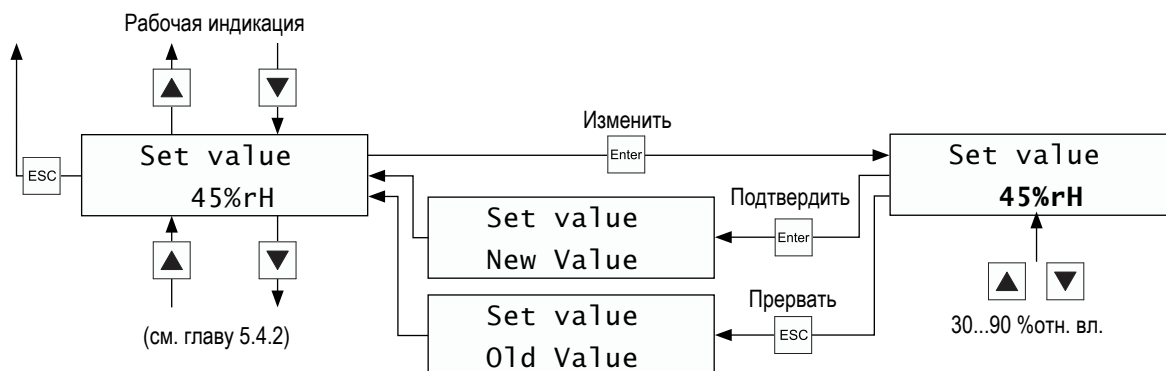 Рабочая индикация
Изменить
Set value
Enter
Set value
ESC
45%rH
45%rH
Подтвердить
Set value
Enter
New Value
Прервать
Set value
ESC
(см. главу 5.4.2)
30...90 %отн. вл.
Old Value